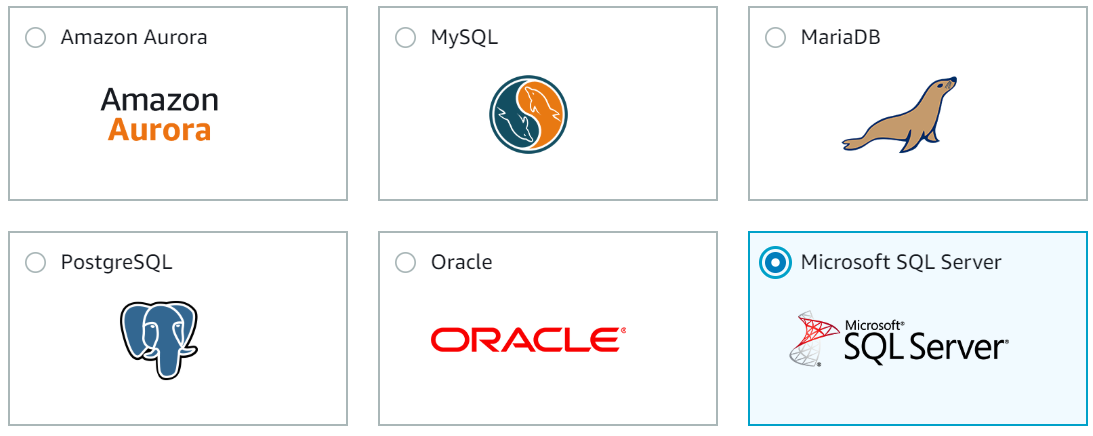 Amazon Aurora
Amazon
Aurora
MySQL
MariaDB
PostgreSQL
Oracle
ORACLE®
Microsoft SQL Server
Microsoft®
SQL Server®
®